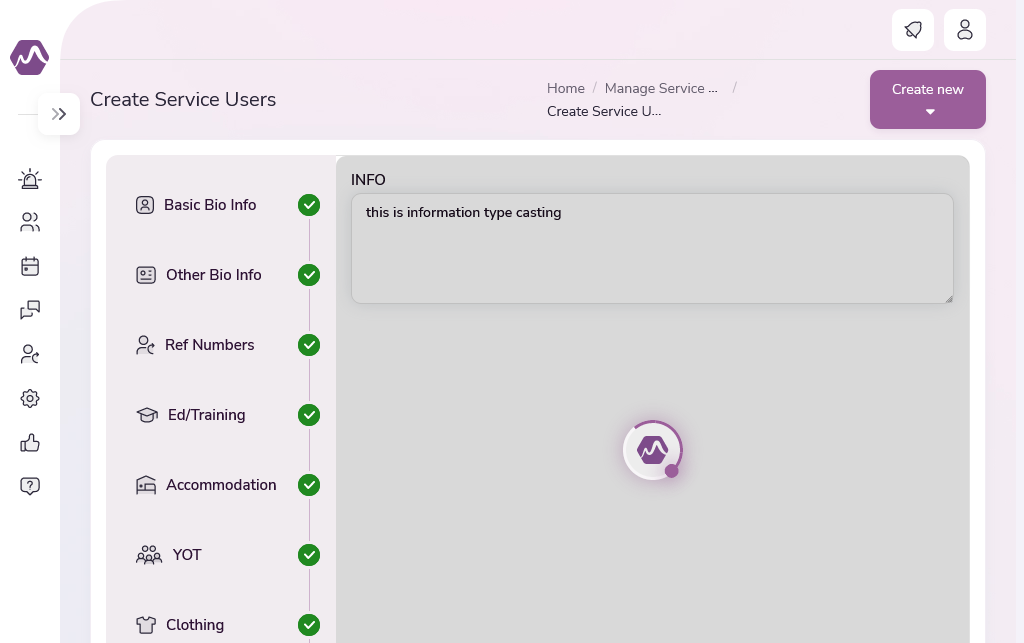 Create Service Users
Home / Manage Service ... /
Create Service U...
Create new
Basic Bio Info
Other Bio Info
Ref Numbers
Ed/Training
Accommodation
YOT
Clothing
INFO
this is information type casting